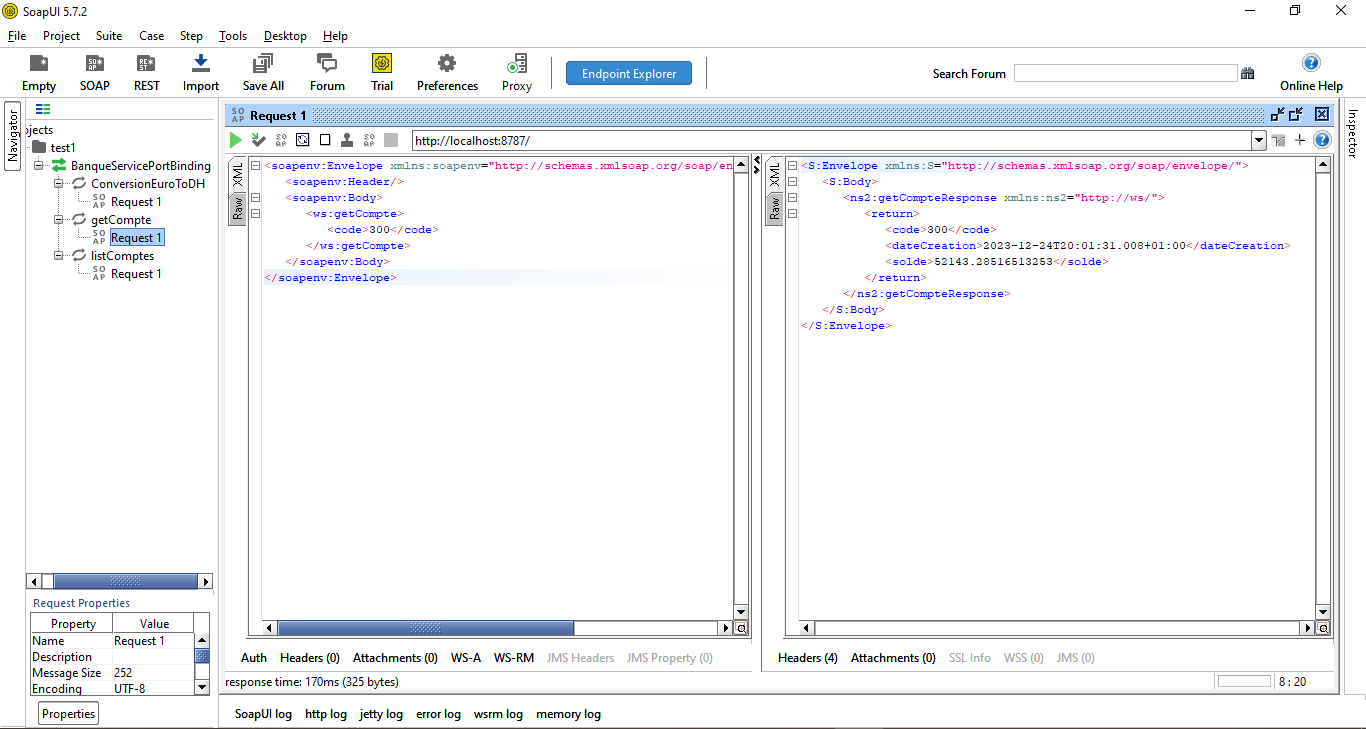 SoapUI 5.7.2
File Project Suite Case Step Tools Desktop Help
Empty SOAP REST Import Save All Forum Trial Preferences Proxy Endpoint Explorer Search Forum Online Help
Navigator
ojects
test1
BanqueServicePortBinding
ConversionEuroToDH
Request 1
getCompte
Request 1
listComptes
Request 1
Request Properties
Property Value
Name Request 1
Description
Message Size 252
Encoding UTF-8
Properties
Request 1
http://localhost:8787/
XML
Raw
<soapenv:Envelope xmlns:soapenv="http://schemas.xmlsoap.org/soap/en
<soapenv:Header/>
<soapenv:Body>
<ws:getCompte>
<code>300</code>
</ws:getCompte>
</soapenv:Body>
</soapenv:Envelope>
Auth Headers (0) Attachments (0) WS-A WS-RM JMS Headers JMS Property (0)
XML
Raw
<S:Envelope xmlns:S="http://schemas.xmlsoap.org/soap/envelope/">
<S:Body>
<ns2:getCompteResponse xmlns:ns2="http://ws/">
<return>
<code>300</code>
<dateCreation>2023-12-24T20:01:31.008+01:00</dateCreation>
<solde>52143.28516513253</solde>
</return>
</ns2:getCompteResponse>
</S:Body>
</S:Envelope>
Headers (4) Attachments (0) SSL Info WSS (0) JMS (0)
response time: 170ms (325 bytes)
8 : 20
SoapUI log http log jetty log error log wsrm log memory log
Inspector